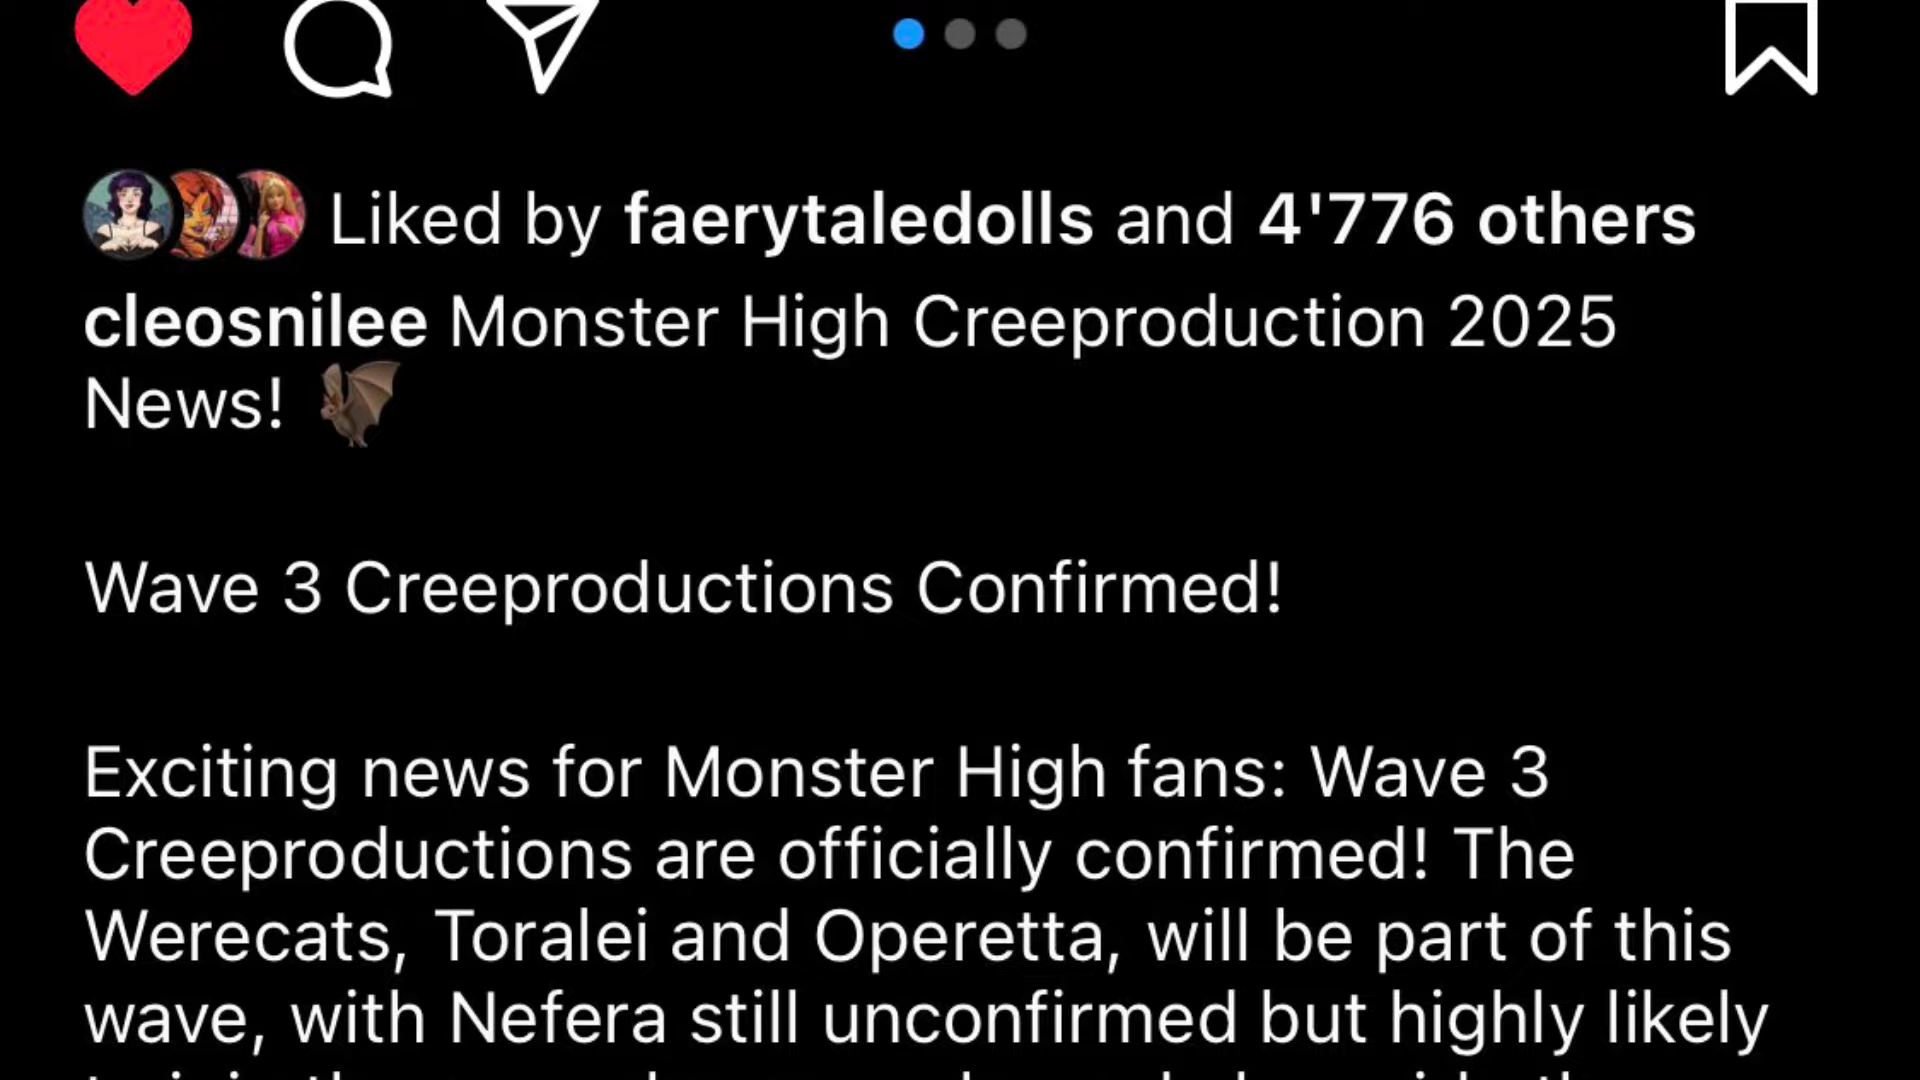 Liked by faerytaledolls and 4'776 others
cleosnilee Monster High Creeproduction 2025
News! 🦇
Wave 3 Creeproductions Confirmed!
Exciting news for Monster High fans: Wave 3
Creeproductions are officially confirmed! The
Werecats, Toralei and Operetta, will be part of this
wave, with Nefera still unconfirmed but highly likely